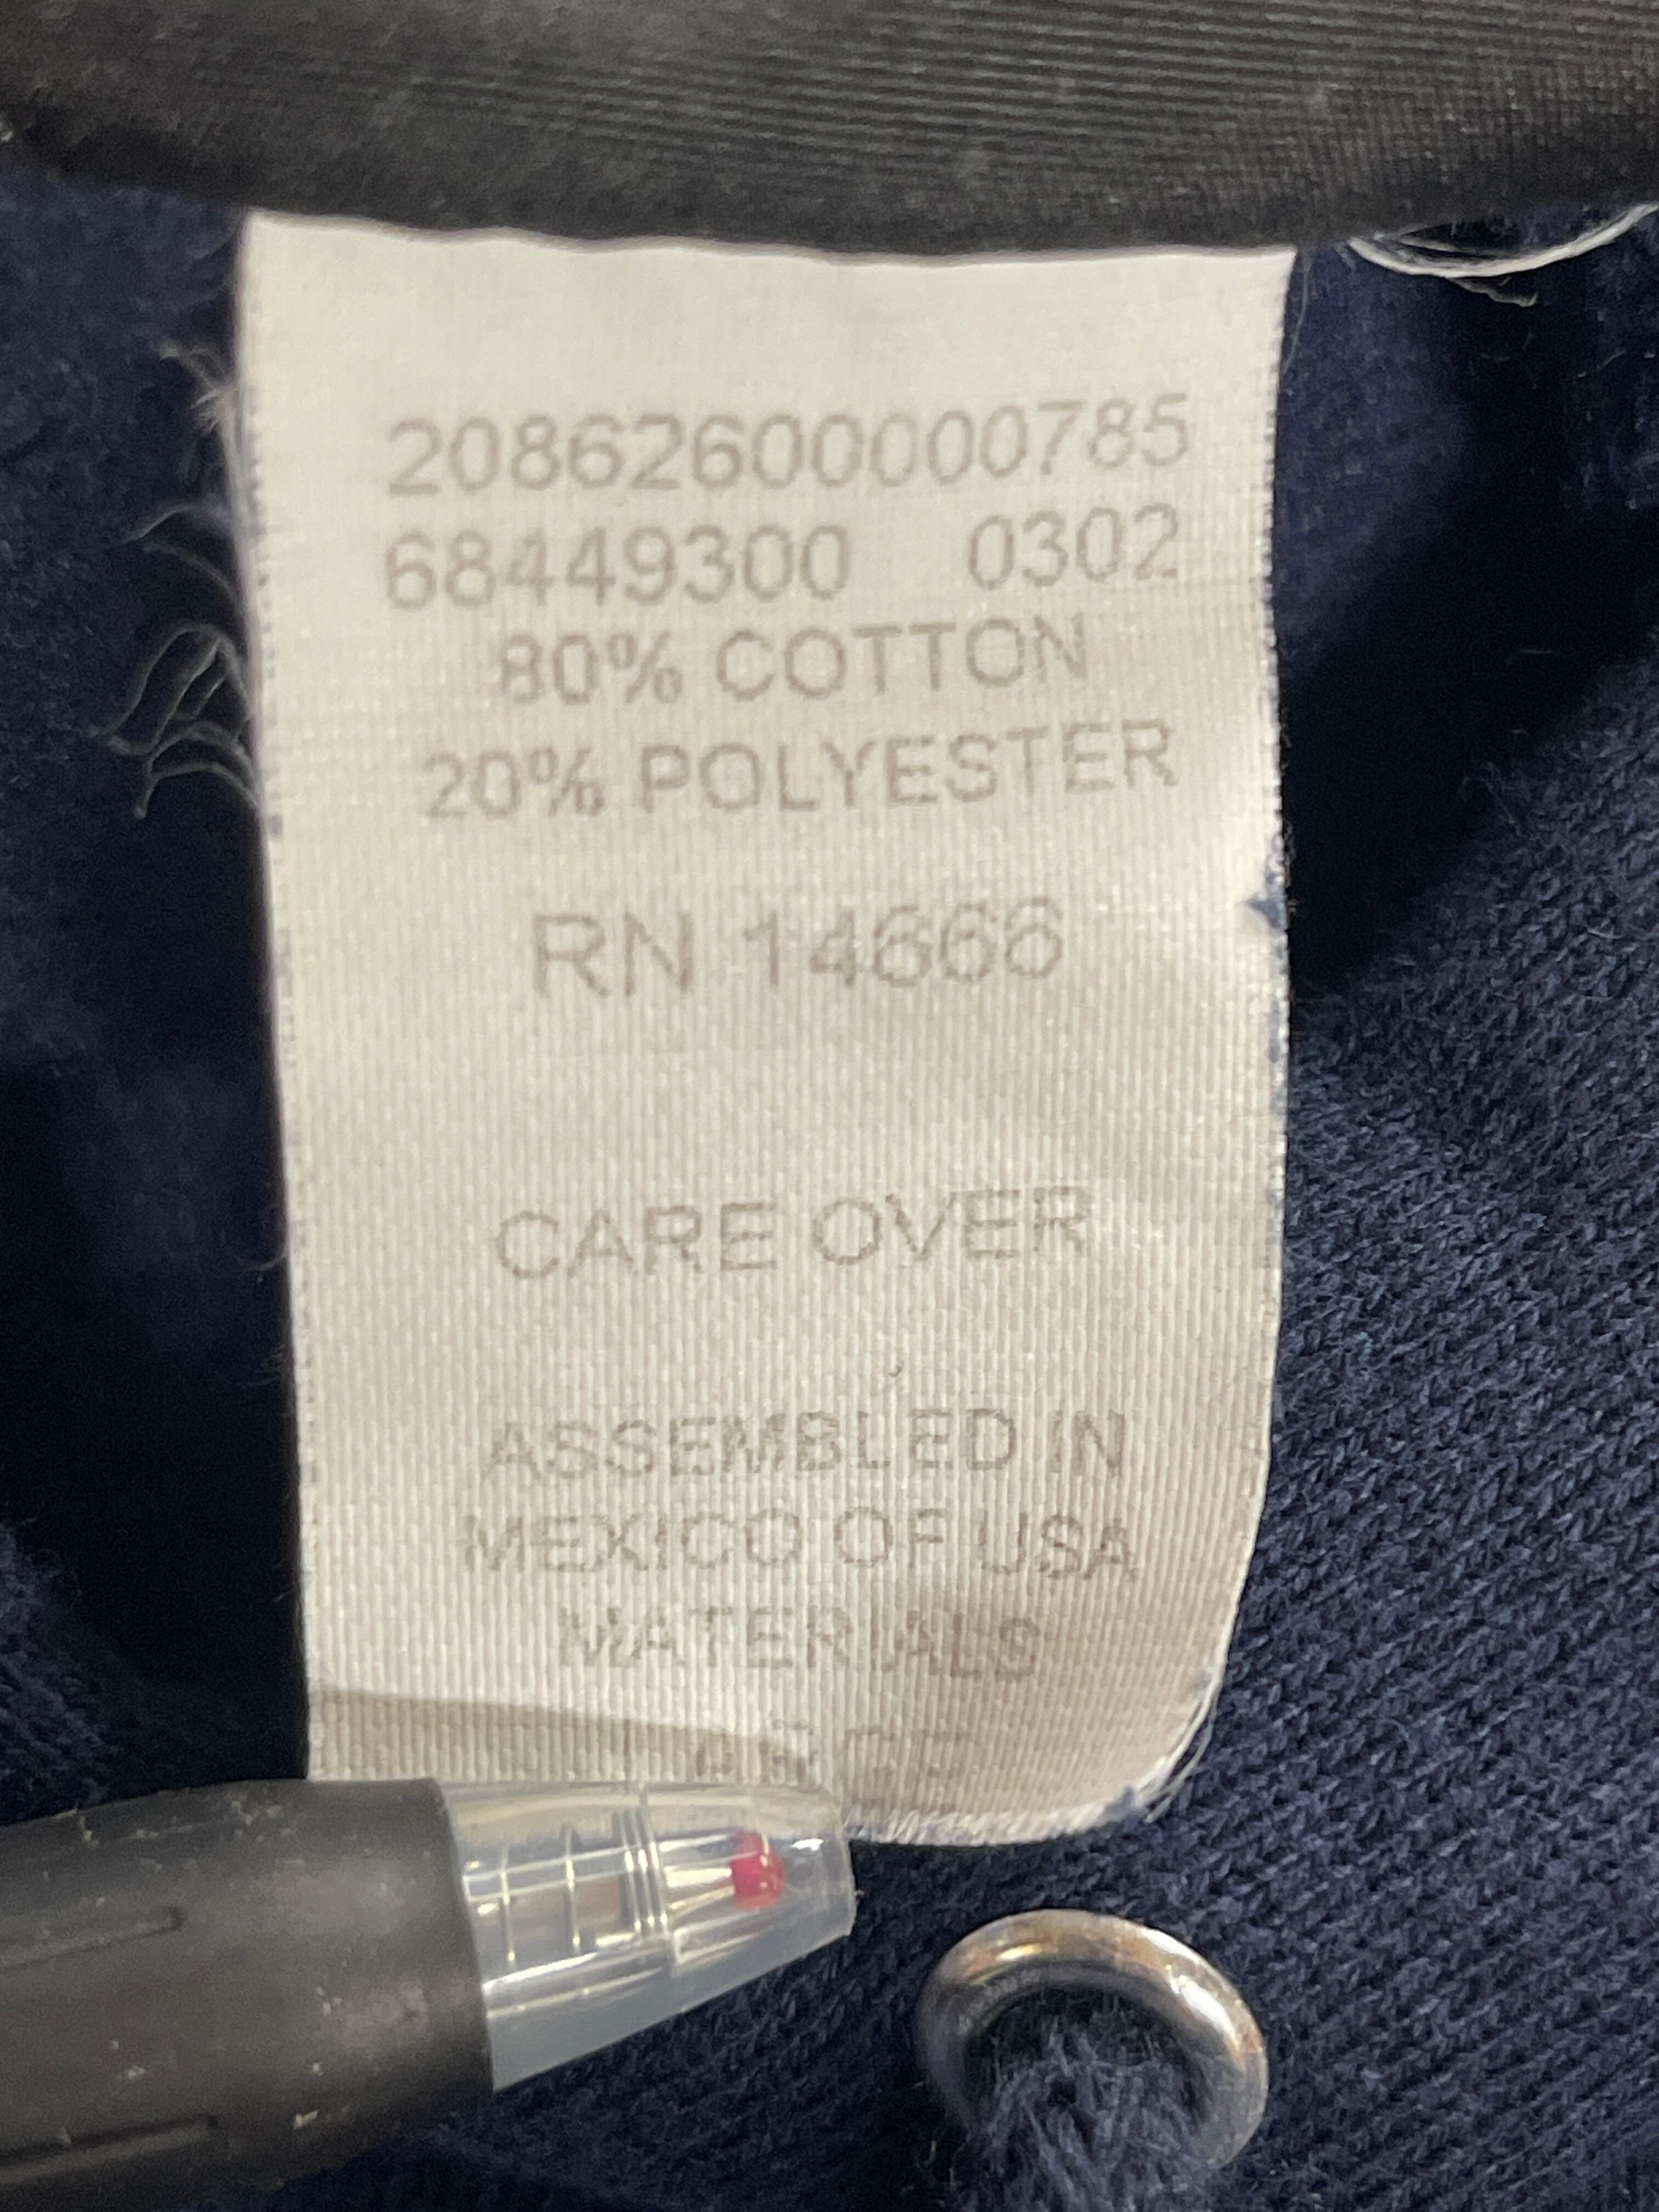 20862600000785
68449300 0302
80% COTTON
20% POLYESTER
RN 14666
CARE OVER
ASSEMBLED IN
MEXICO OF USA
MATERIALS